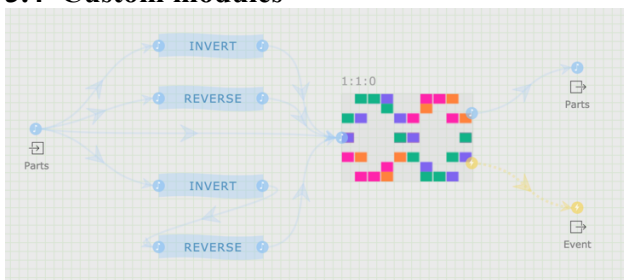 3.4 Custom modules
INVERT
1:1:0
REVERSE
Parts
Parts
INVERT
REVERSE
Event